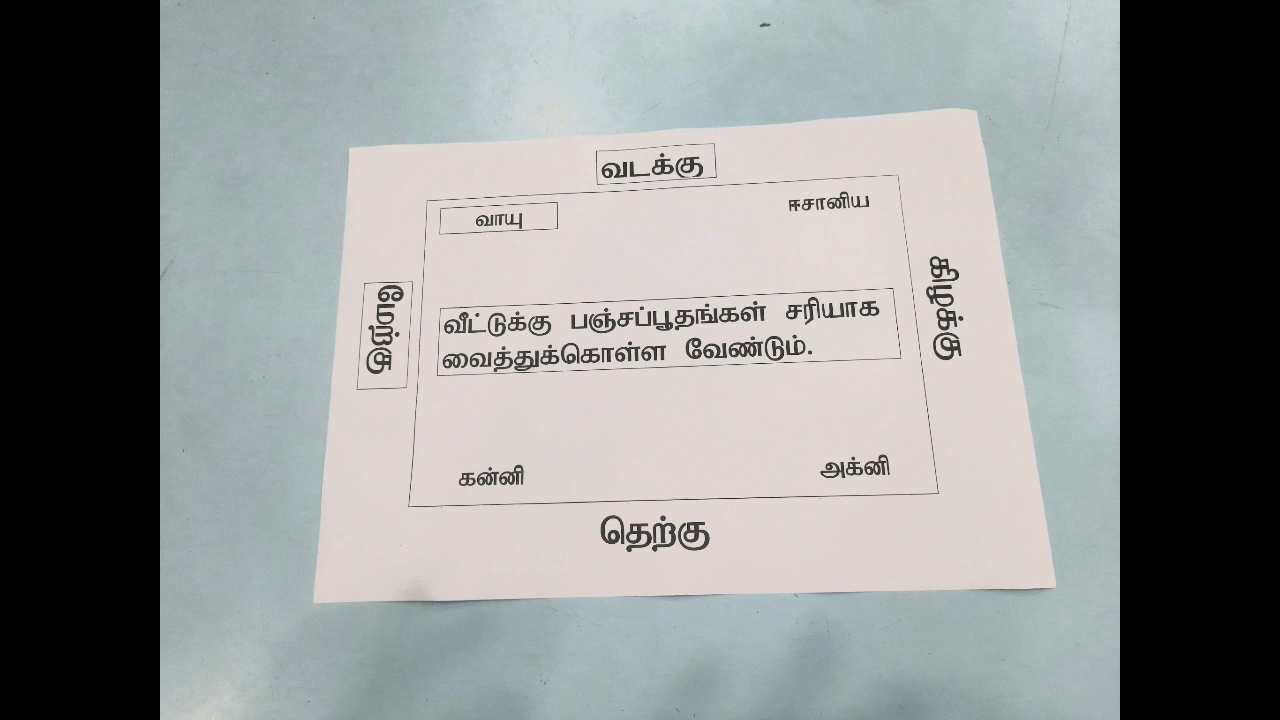 வடக்கு
வாயு
ஈசானிய
மேற்கு
கிழக்கு
வீட்டுக்கு பஞ்சப்பூதங்கள் சரியாக
வைத்துக்கொள்ள வேண்டும்.
கன்னி
அக்னி
தெற்கு